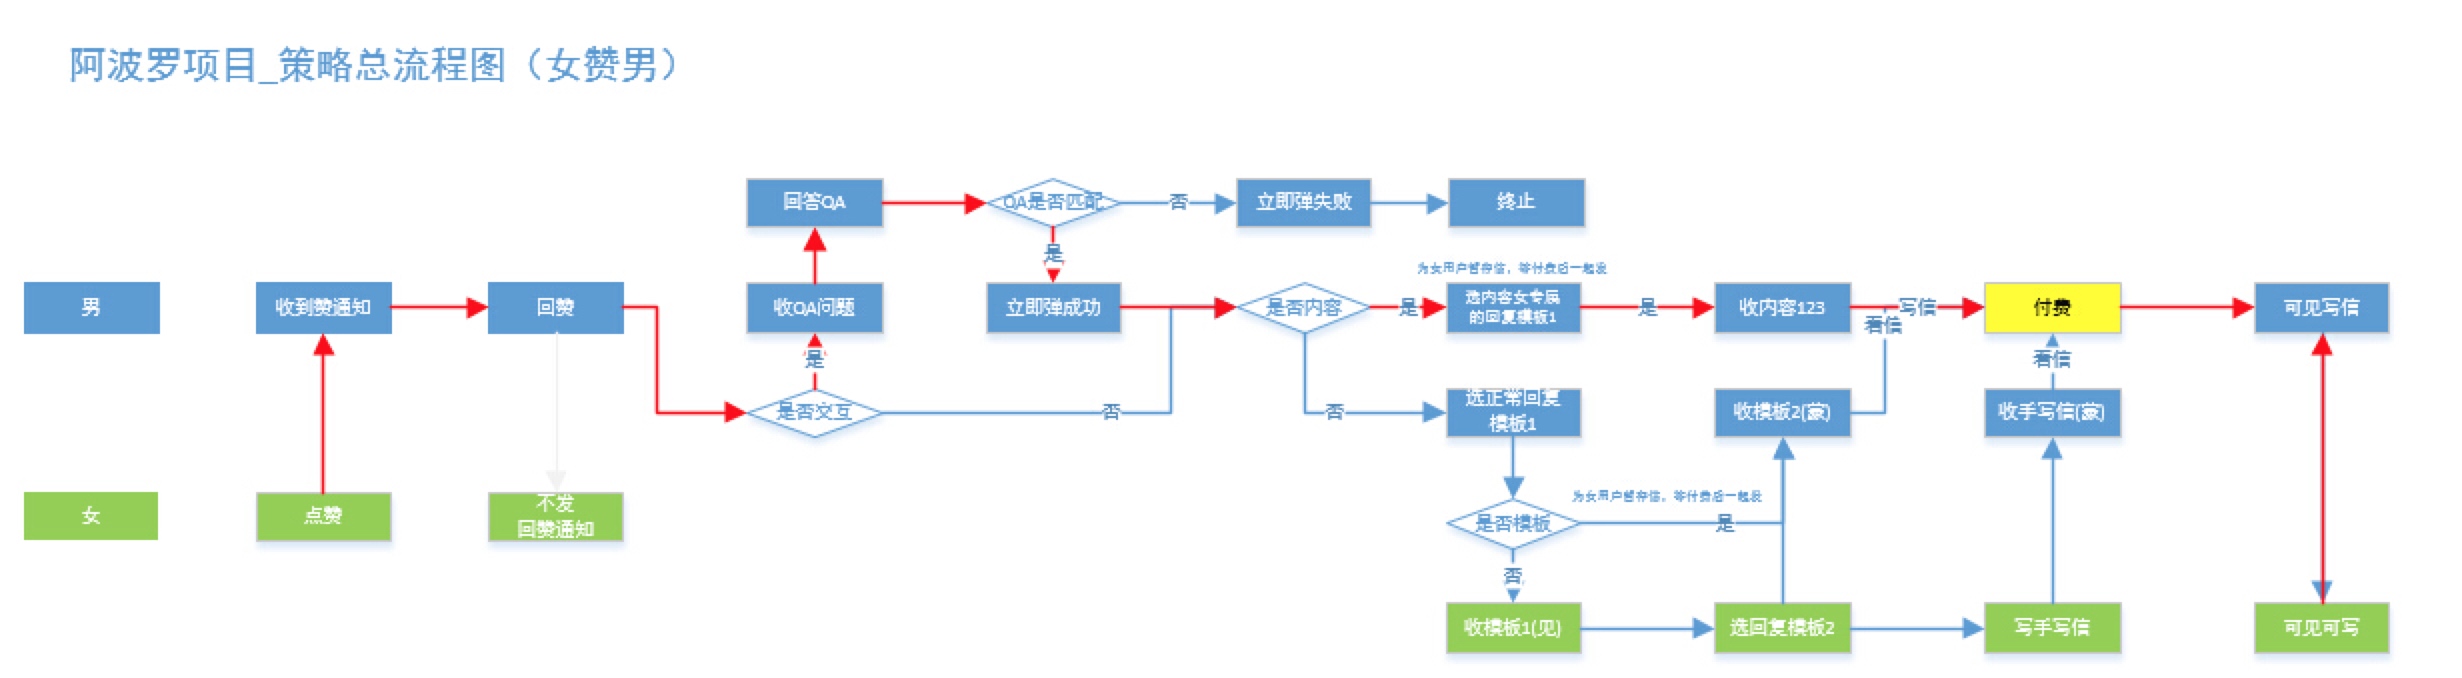 阿波罗项目_策略总流程图（女赞男）
回答QA
QA是否匹配
否
立即弹失败
终止
是
为女用户暂存信，等付费后一起发
男
收到赞通知
回赞
收QA问题
立即弹成功
是否内容
是
选内容女专属
的回复模板1
是
收内容123
写信
看信
付费
可见写信
是
看信
是否交互
否
否
选正常回复
模板1
收模板2(蒙)
收手写信(蒙)
为女用户暂存信，等付费后一起发
女
点赞
不发
回赞通知
是否模板
是
否
收模板1(见)
选回复模板2
写手写信
可见可写